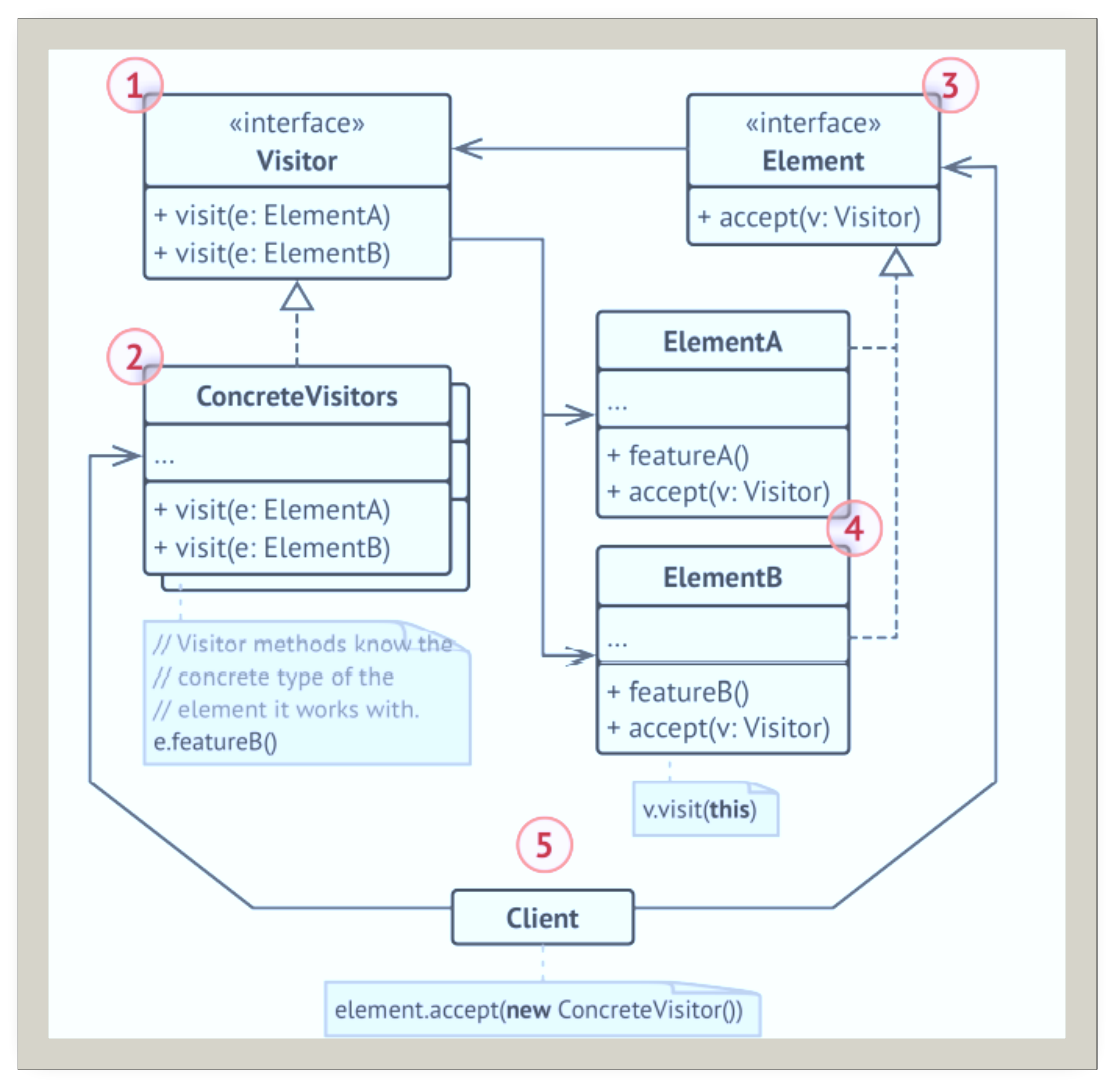 1
«interface»
Visitor
+ visit(e: ElementA)
+ visit(e: ElementB)
3
«interface»
Element
+ accept(v: Visitor)
2
ConcreteVisitors
...
+ visit(e: ElementA)
+ visit(e: ElementB)
// Visitor methods know the
// concrete type of the
// element it works with.
e.featureB()
ElementA
...
+ featureA()
+ accept(v: Visitor)
4
ElementB
...
+ featureB()
+ accept(v: Visitor)
v.visit(this)
5
Client
element.accept(new ConcreteVisitor())